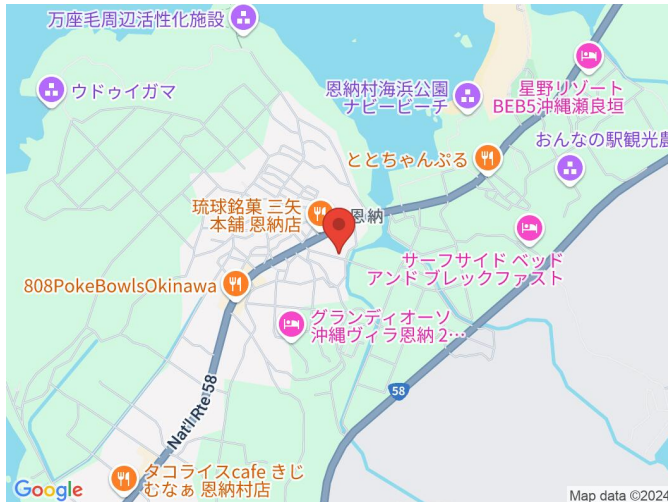 万座毛周辺活性化施設
ウドゥイガマ
恩納村海浜公園
ナビービーチ
星野リゾート
BEB5沖縄瀬良垣
ととちゃんぷる
おんなの駅観光農
琉球銘菓 三矢
本舗 恩納店
恩納
サーフサイド ベッド
アンド ブレックファスト
808PokeBowlsOkinawa
グランディオーソ
沖縄ヴィラ恩納 2…
58
Nat'l Rte 58
タコライスcafe きじ
むなぁ 恩納村店
Google
Map data ©2024